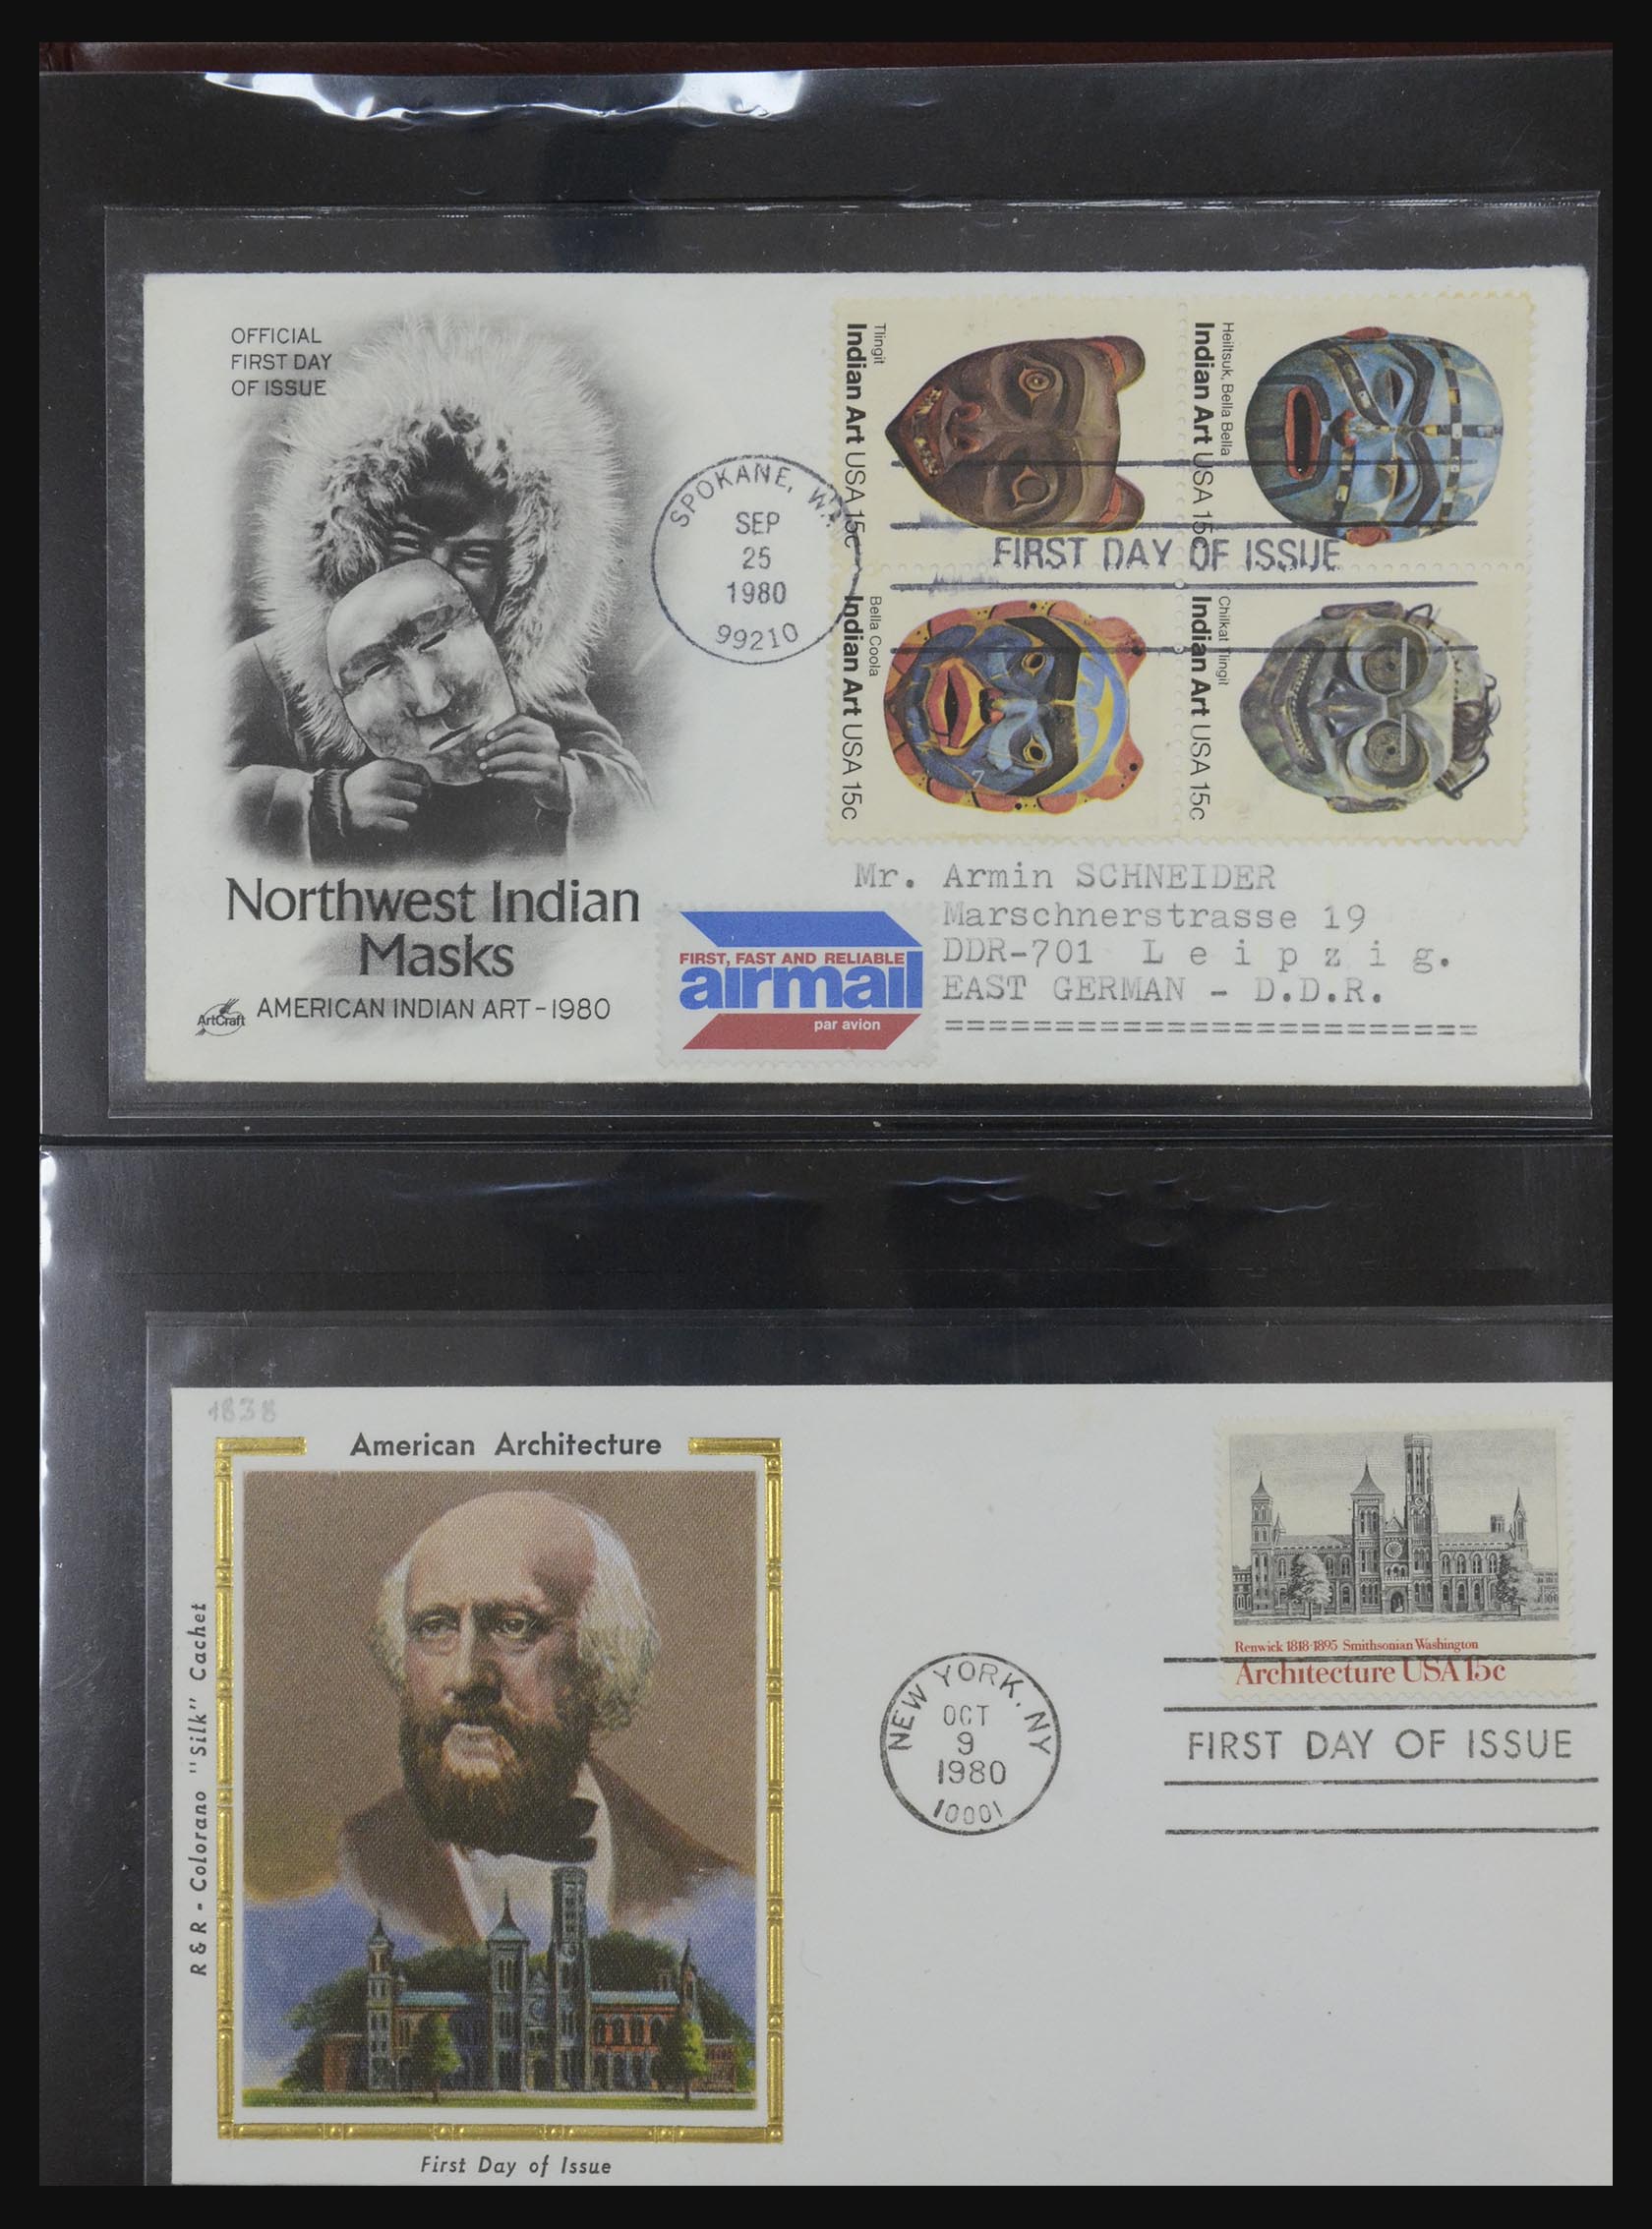 OFFICIAL
FIRST DAY
OF ISSUE
Tlingit
Indian Art USA 15c
Heiltsuk, Bella Bella
Indian Art USA 15c
SPOKANE, WA
SEP
25
1980
99210
FIRST DAY OF ISSUE
Bella Coola
Indian Art USA 15c
Chilkat Tlingit
Indian Art USA 15c
Northwest Indian
Masks
ArtCraft AMERICAN INDIAN ART - 1980
FIRST, FAST AND RELIABLE
airmail
par avion
Mr. Armin SCHNEIDER
Marschnerstrasse 19
DDR-701 L e i p z i g.
EAST GERMAN - D.D.R.
=====================================
1838
American Architecture
R & R - Colorano "Silk" Cachet
First Day of Issue
NEW YORK, NY
OCT
9
1980
10001
Renwick 1818-1895 Smithsonian Washington
Architecture USA 15c
FIRST DAY OF ISSUE